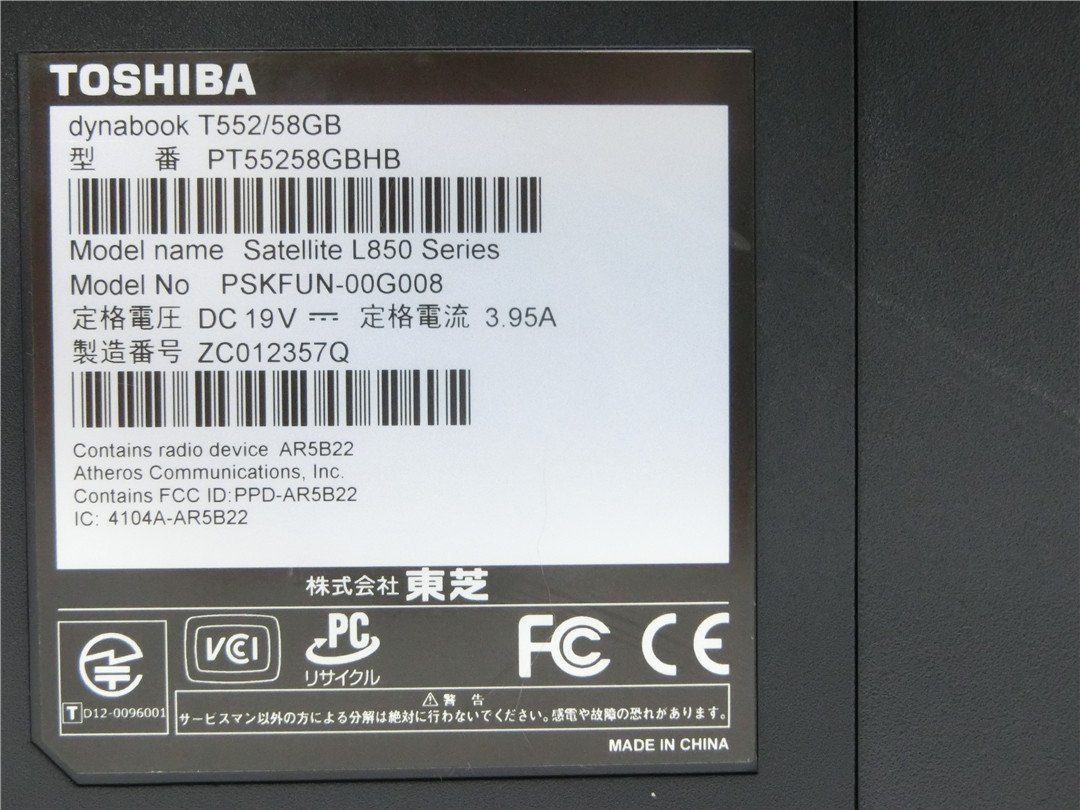 TOSHIBA
dynabook T552/58GB
型　番 PT55258GBHB
Model name Satellite L850 Series
Model No PSKFUN-00G008
定格電圧 DC 19V 定格電流 3.95A
製造番号 ZC012357Q
Contains radio device AR5B22
Atheros Communications, Inc.
Contains FCC ID:PPD-AR5B22
IC: 4104A-AR5B22
株式会社 東芝
VCCI
PC
リサイクル
FC CE
T D12-0096001
⚠警　告
サービスマン以外の方による分解は絶対に行わないでください。感電や故障の恐れがあります。
MADE IN CHINA